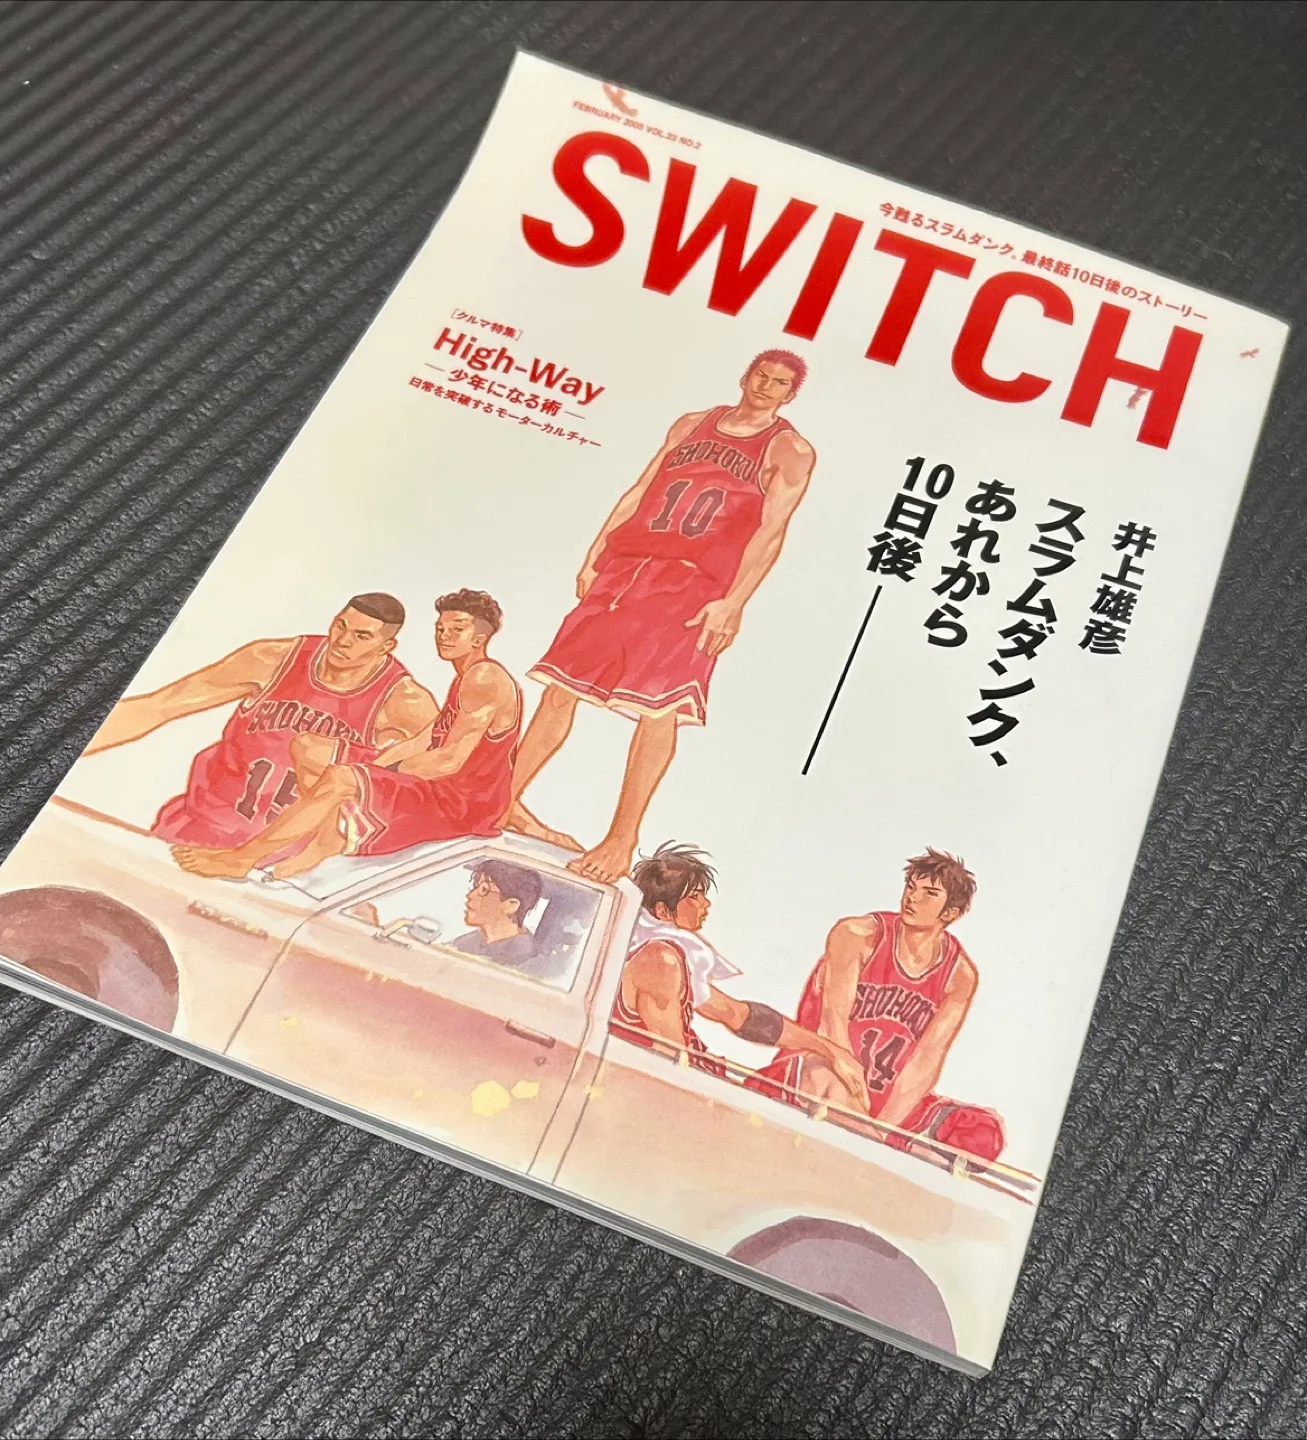 FEBRUARY 2005 VOL.23 NO.2
SWITCH
今甦るスラムダンク。最終話10日後のストーリー
[クルマ特集]
High-Way
— 少年になる術 —
日常を突破するモーターカルチャー
井上雄彦
スラムダンク、
あれから
10日後——
SHOHOKU
10
SHOHOKU
15
SHOHOKU
14